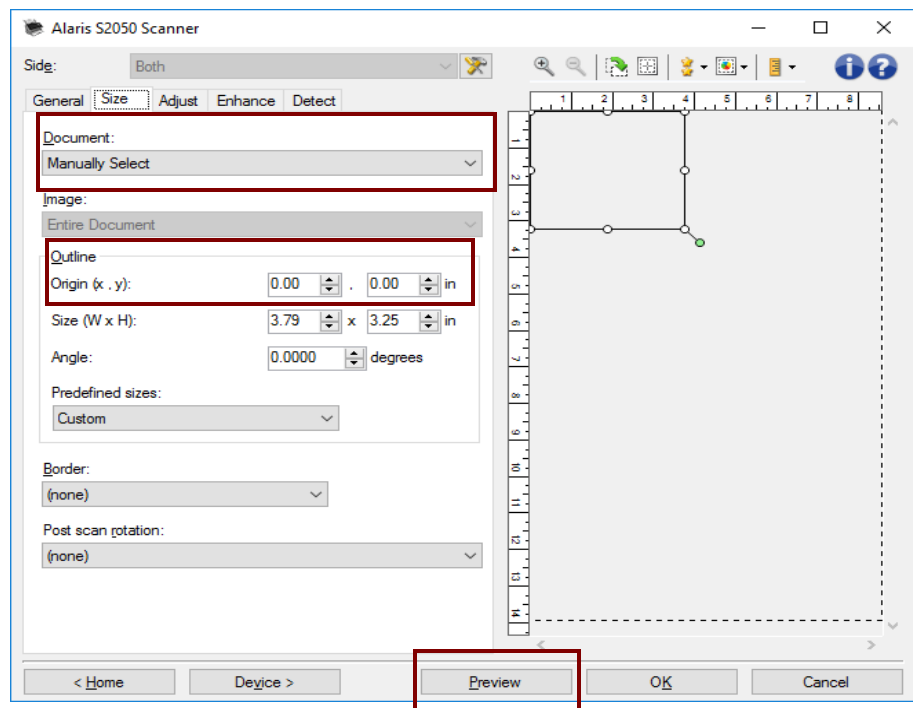 Alaris S2050 Scanner
Side: Both
General Size Adjust Enhance Detect
Document:
Manually Select
Image:
Entire Document
Outline
Origin (x , y): 0.00 , 0.00 in
Size (W x H): 3.79 x 3.25 in
Angle: 0.0000 degrees
Predefined sizes:
Custom
Border:
(none)
Post scan rotation:
(none)
1 2 3 4 5 6 7 8
1
2
3
4
5
6
7
8
9
10
11
12
13
14
< Home Device > Preview OK Cancel